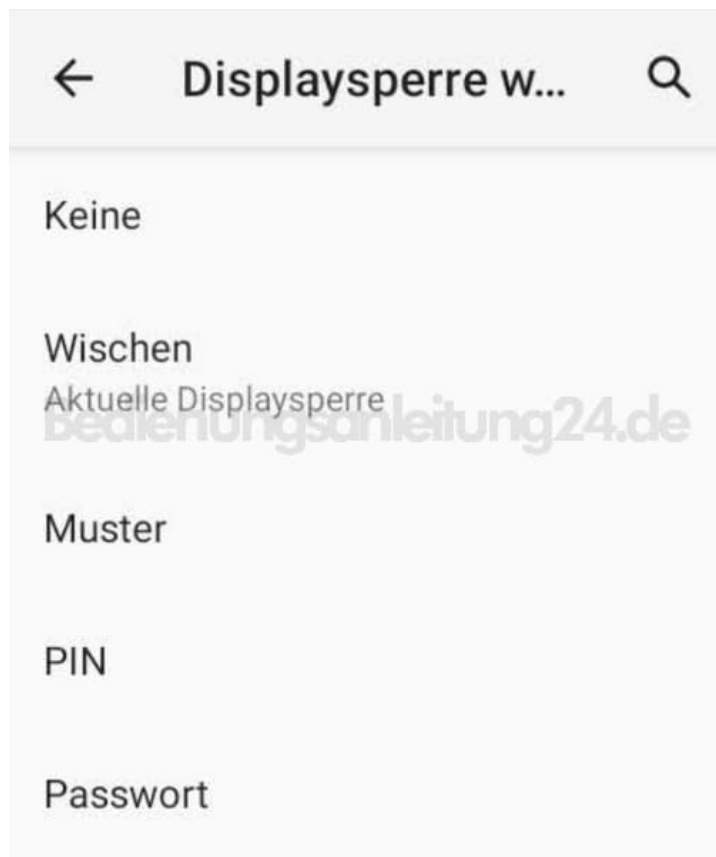 Displaysperre w...
Keine
Wischen
Aktuelle Displaysperre
Bedienungsanleitung24.de
Muster
PIN
Passwort